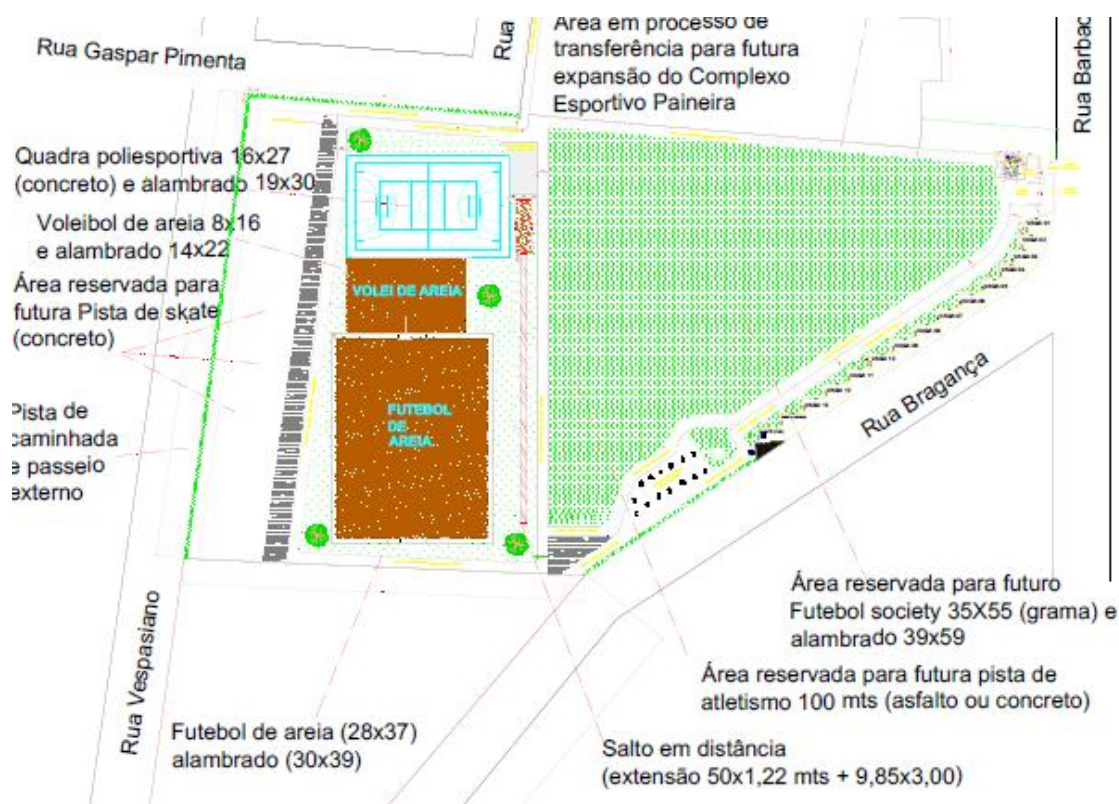 Rua Gaspar Pimenta
Rua
Área em processo de
transferência para futura
expansão do Complexo
Esportivo Paineira
Rua Barbac
Quadra poliesportiva 16x27
(concreto) e alambrado 19x30
Voleibol de areia 8x16
e alambrado 14x22
Área reservada para
futura Pista de skate
(concreto)
Pista de
caminhada
e passeio
externo
VOLEI DE AREIA
FUTEBOL
DE
AREIA
Rua Bragança
Rua Vespasiano
Área reservada para futuro
Futebol society 35X55 (grama) e
alambrado 39x59
Área reservada para futura pista de
atletismo 100 mts (asfalto ou concreto)
Futebol de areia (28x37)
alambrado (30x39)
Salto em distância
(extensão 50x1,22 mts + 9,85x3,00)